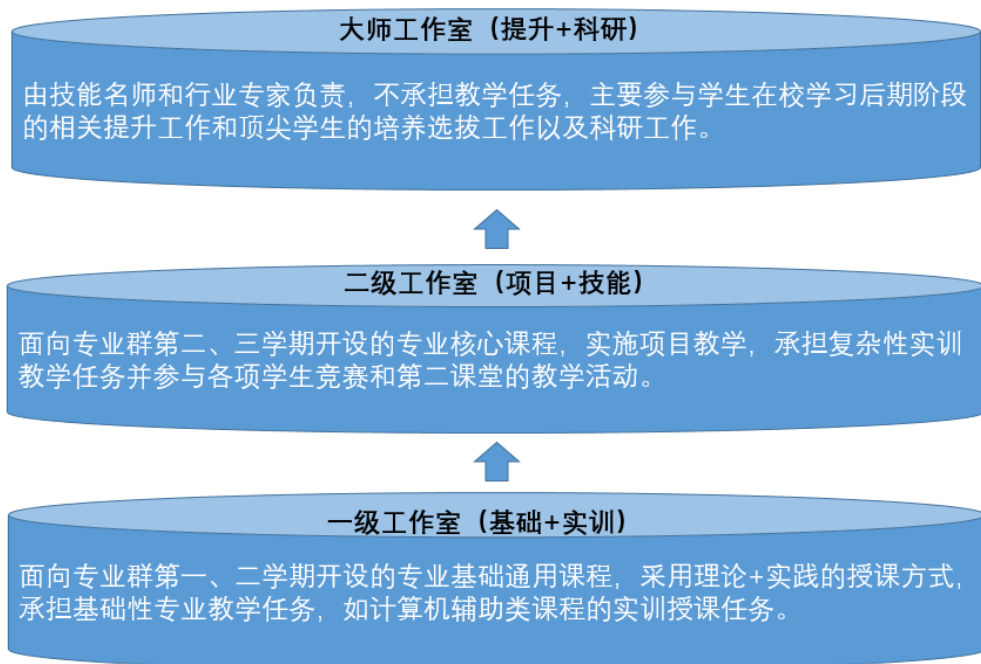 大师工作室（提升+科研）
由技能名师和行业专家负责，不承担教学任务，主要参与学生在校学习后期阶段
的相关提升工作和顶尖学生的培养选拔工作以及科研工作。
二级工作室（项目+技能）
面向专业群第二、三学期开设的专业核心课程，实施项目教学，承担复杂性实训
教学任务并参与各项学生竞赛和第二课堂的教学活动。
一级工作室（基础+实训）
面向专业群第一、二学期开设的专业基础通用课程，采用理论+实践的授课方式，
承担基础性专业教学任务，如计算机辅助类课程的实训授课任务。